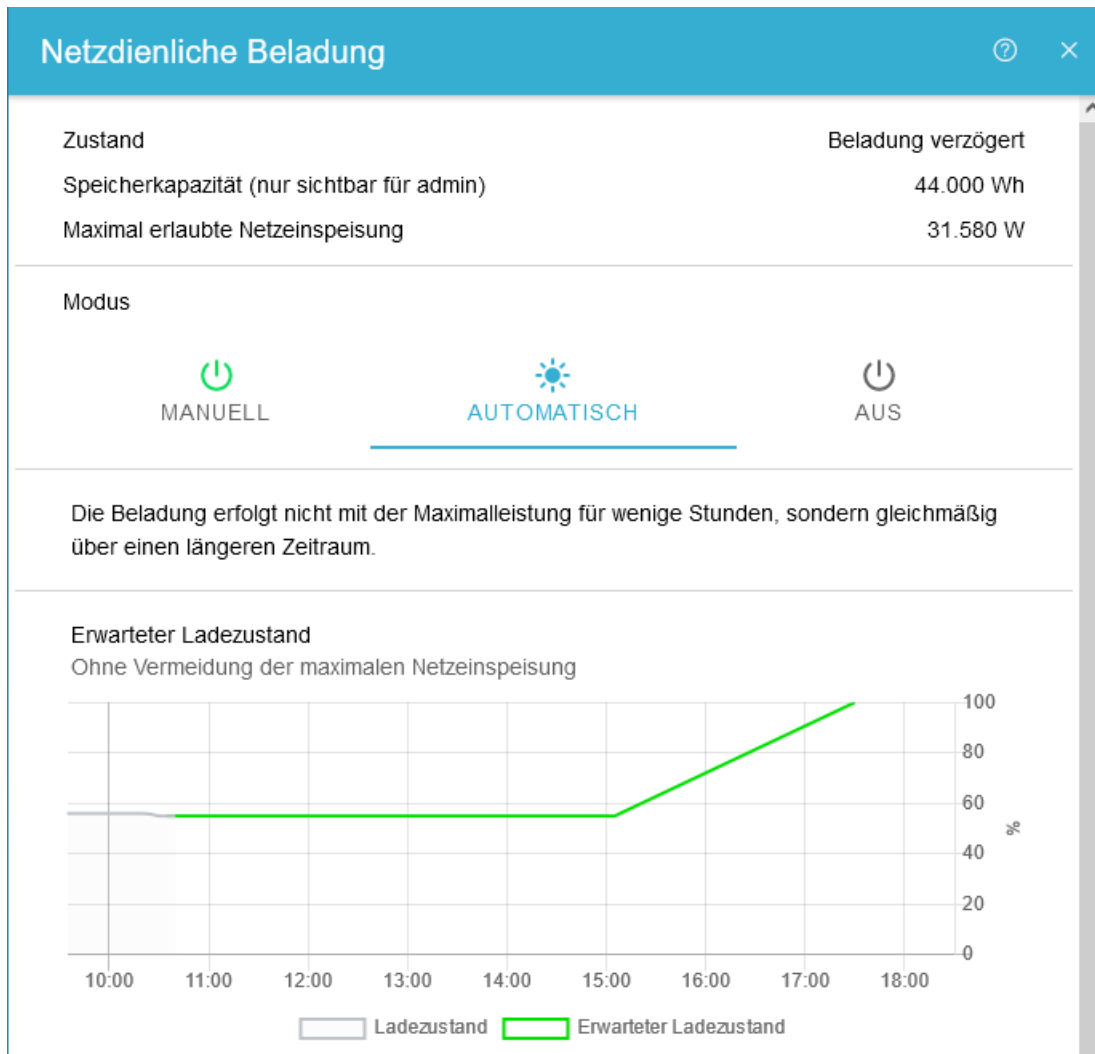 Netzdienliche Beladung
Zustand Beladung verzögert
Speicherkapazität (nur sichtbar für admin) 44.000 Wh
Maximal erlaubte Netzeinspeisung 31.580 W
Modus
MANUELL AUTOMATISCH AUS
Die Beladung erfolgt nicht mit der Maximalleistung für wenige Stunden, sondern gleichmäßig
über einen längeren Zeitraum.
Erwarteter Ladezustand
Ohne Vermeidung der maximalen Netzeinspeisung
100
80
60
%
40
20
0
10:00 11:00 12:00 13:00 14:00 15:00 16:00 17:00 18:00
Ladezustand Erwarteter Ladezustand